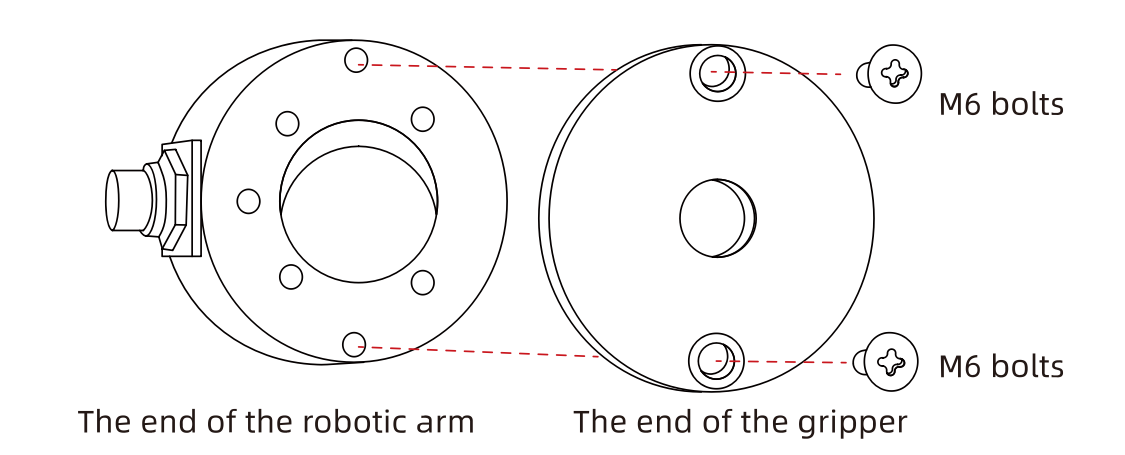 M6 bolts
M6 bolts
The end of the robotic arm
The end of the gripper